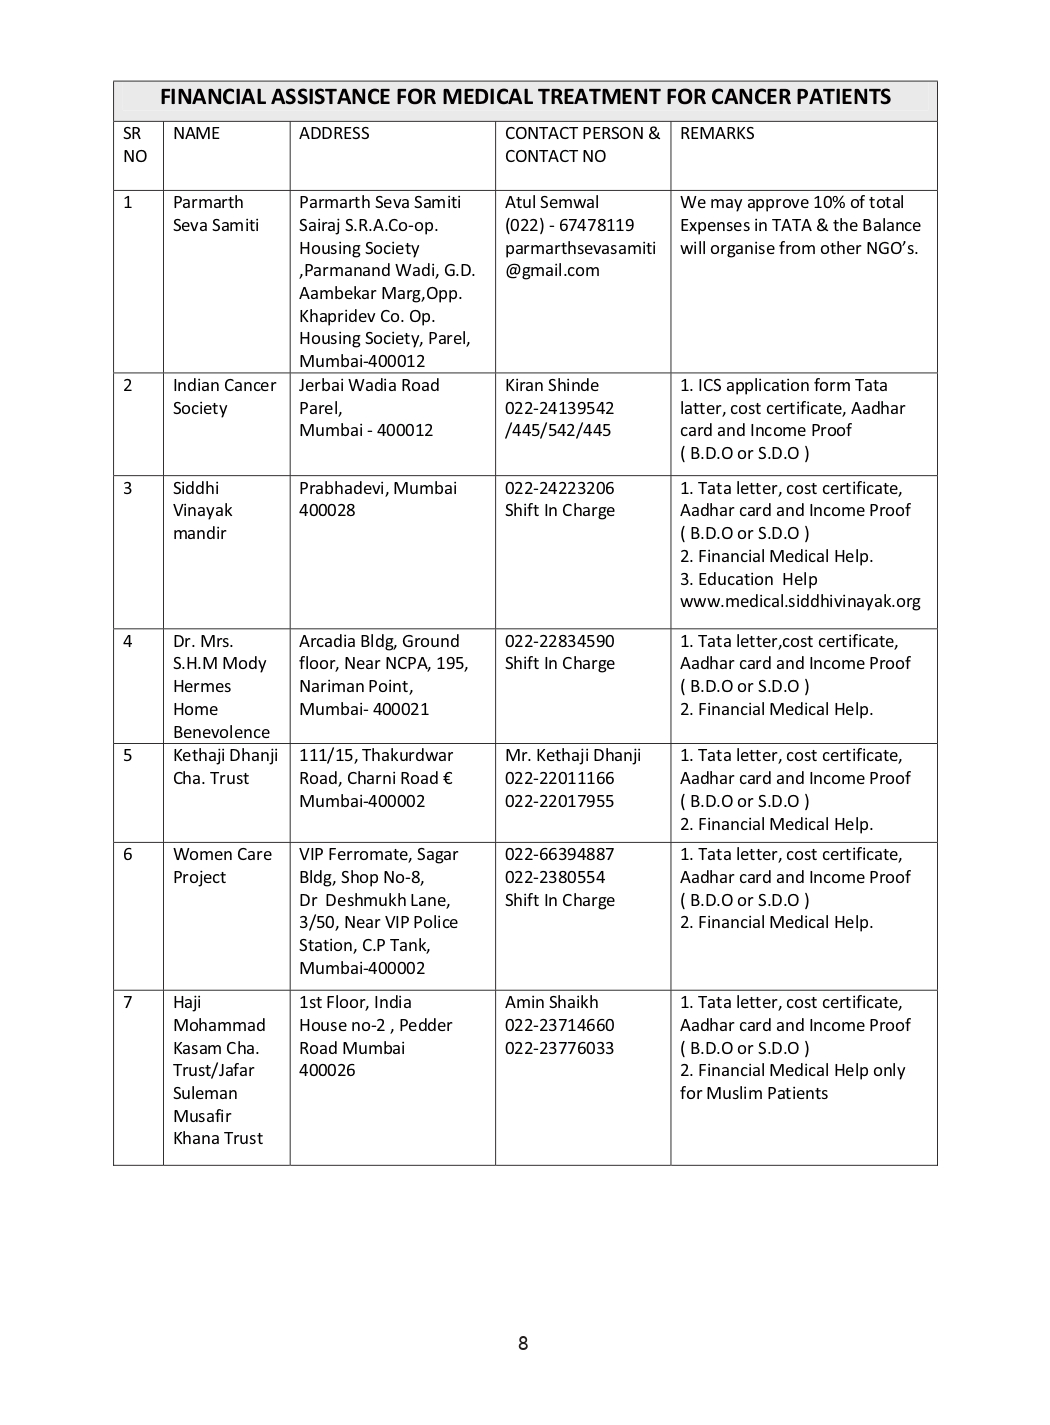 FINANCIAL ASSISTANCE FOR MEDICAL TREATMENT FOR CANCER PATIENTS
SR NO
NAME
ADDRESS
CONTACT PERSON & CONTACT NO
REMARKS
1
Parmarth
Seva Samiti
Parmarth Seva Samiti
Sairaj S.R.A.Co-op.
Housing Society
,Parmanand Wadi, G.D.
Aambekar Marg,Opp.
Khapridev Co. Op.
Housing Society, Parel,
Mumbai-400012
Atul Semwal
(022) - 67478119
parmarthsevasamiti
@gmail.com
We may approve 10% of total
Expenses in TATA & the Balance
will organise from other NGO’s.
2
Indian Cancer
Society
Jerbai Wadia Road
Parel,
Mumbai - 400012
Kiran Shinde
022-24139542
/445/542/445
1. ICS application form Tata
latter, cost certificate, Aadhar
card and Income Proof
( B.D.O or S.D.O )
3
Siddhi
Vinayak
mandir
Prabhadevi, Mumbai
400028
022-24223206
Shift In Charge
1. Tata letter, cost certificate,
Aadhar card and Income Proof
( B.D.O or S.D.O )
2. Financial Medical Help.
3. Education  Help
www.medical.siddhivinayak.org
4
Dr. Mrs.
S.H.M Mody
Hermes
Home
Benevolence
Arcadia Bldg, Ground
floor, Near NCPA, 195,
Nariman Point,
Mumbai- 400021
022-22834590
Shift In Charge
1. Tata letter,cost certificate,
Aadhar card and Income Proof
( B.D.O or S.D.O )
2. Financial Medical Help.
5
Kethaji Dhanji
Cha. Trust
111/15, Thakurdwar
Road, Charni Road €
Mumbai-400002
Mr. Kethaji Dhanji
022-22011166
022-22017955
1. Tata letter, cost certificate,
Aadhar card and Income Proof
( B.D.O or S.D.O )
2. Financial Medical Help.
6
Women Care
Project
VIP Ferromate, Sagar
Bldg, Shop No-8,
Dr  Deshmukh Lane,
3/50, Near VIP Police
Station, C.P Tank,
Mumbai-400002
022-66394887
022-2380554
Shift In Charge
1. Tata letter, cost certificate,
Aadhar card and Income Proof
( B.D.O or S.D.O )
2. Financial Medical Help.
7
Haji
Mohammad
Kasam Cha.
Trust/Jafar
Suleman
Musafir
Khana Trust
1st Floor, India
House no-2 , Pedder
Road Mumbai
400026
Amin Shaikh
022-23714660
022-23776033
1. Tata letter, cost certificate,
Aadhar card and Income Proof
( B.D.O or S.D.O )
2. Financial Medical Help only
for Muslim Patients
8